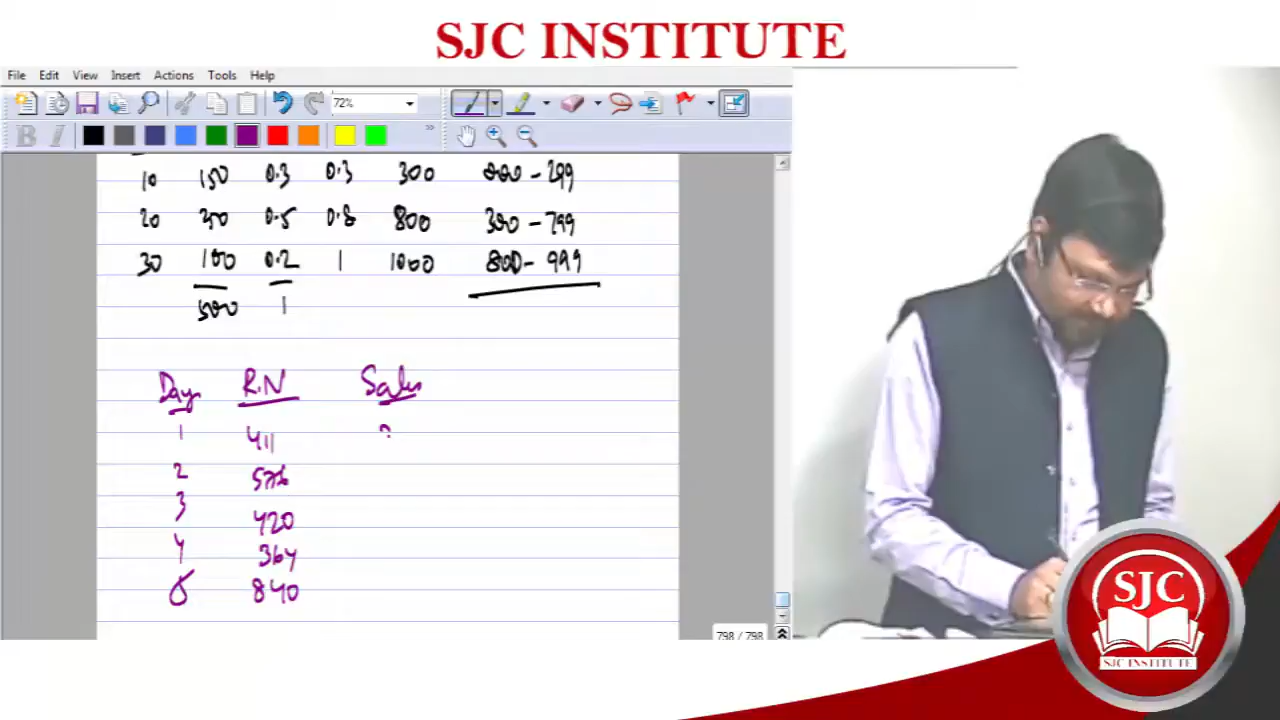 SJC INSTITUTE
File Edit View Insert Actions Tools Help
72%
B I
10 150 0.3 0.3 300 000 - 299
20 250 0.5 0.8 800 300 - 799
30 100 0.2 1 1000 800 - 999
500 1
Day R.N Sales
1 411 2
2 576
3 420
4 364
5 840
798 / 798
SJC
SJC INSTITUTE